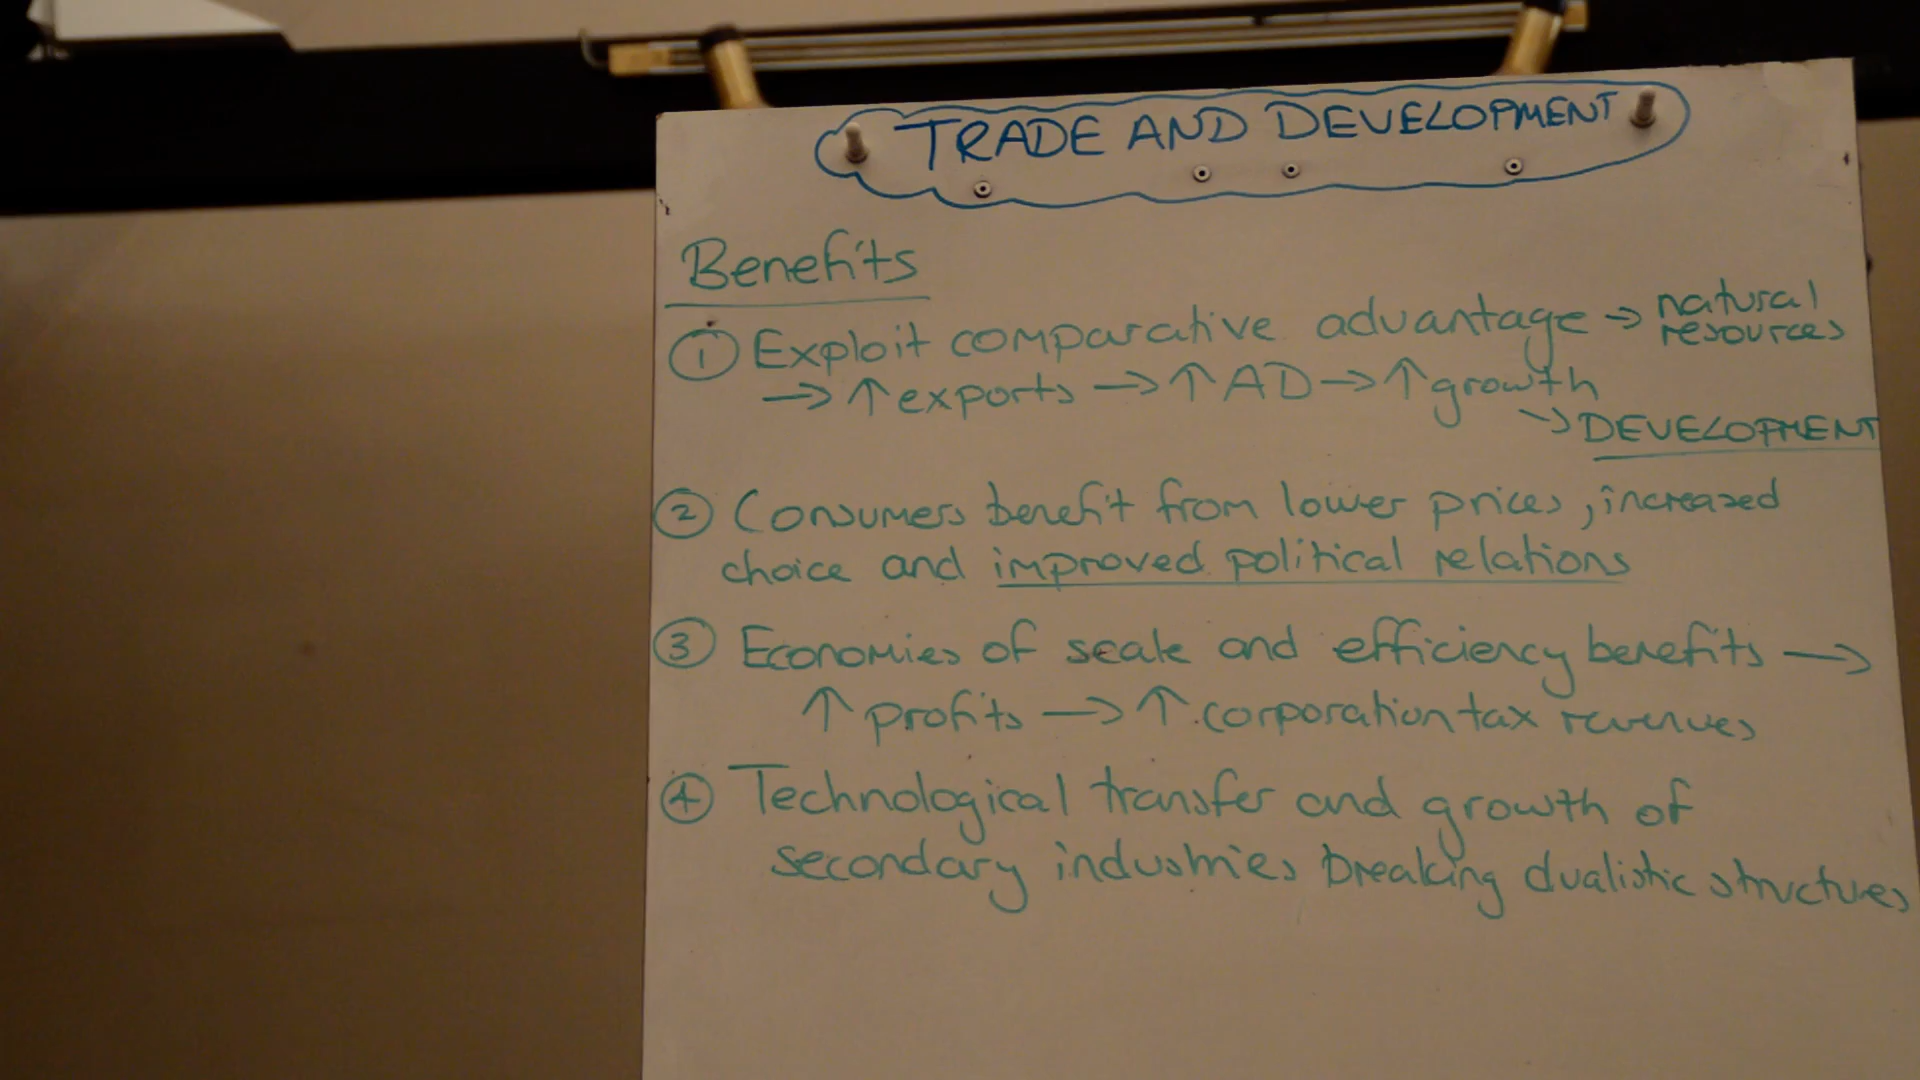 TRADE AND DEVELOPMENT
Benefits
① Exploit comparative advantage → natural resources
→ ↑ exports → ↑ AD → ↑ growth
→ DEVELOPMENT
② Consumers benefit from lower prices, increased
choice and improved political relations
③ Economies of scale and efficiency benefits →
↑ profits → ↑ corporation tax revenues
④ Technological transfer and growth of
secondary industries breaking dualistic structures